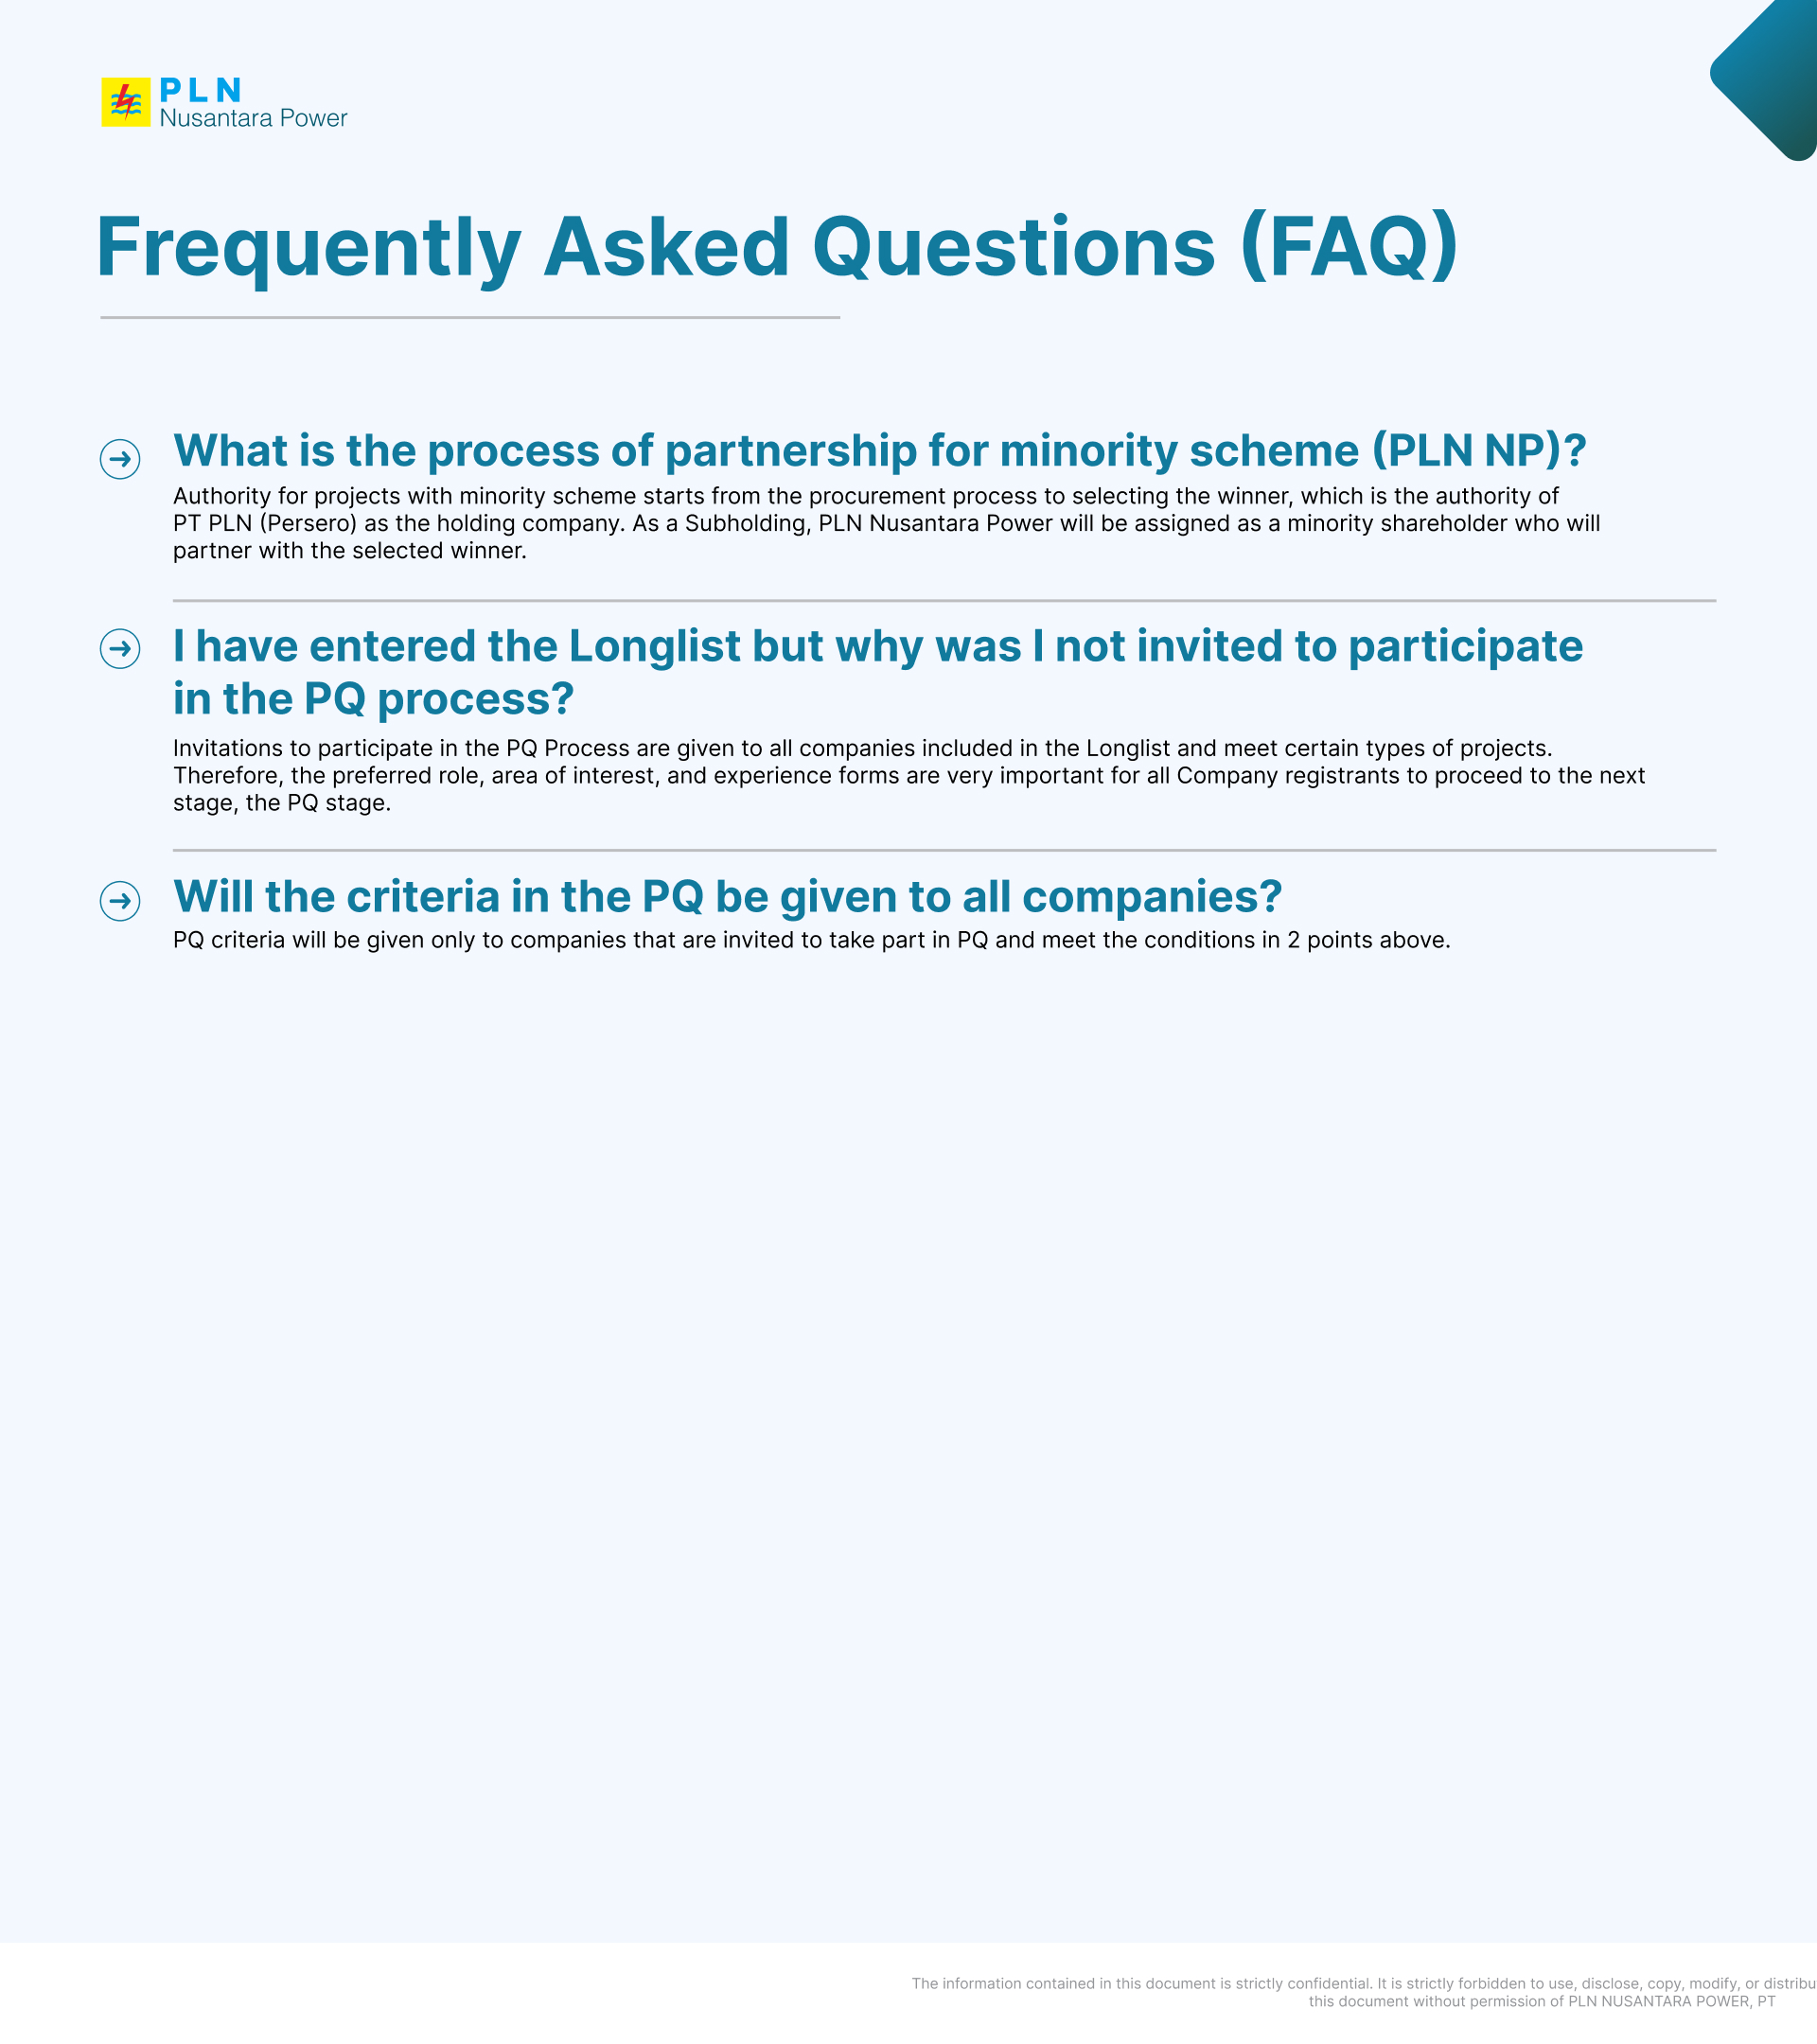 PLN
Nusantara Power
Frequently Asked Questions (FAQ)
What is the process of partnership for minority scheme (PLN NP)?
Authority for projects with minority scheme starts from the procurement process to selecting the winner, which is the authority of
PT PLN (Persero) as the holding company. As a Subholding, PLN Nusantara Power will be assigned as a minority shareholder who will
partner with the selected winner.
I have entered the Longlist but why was I not invited to participate
in the PQ process?
Invitations to participate in the PQ Process are given to all companies included in the Longlist and meet certain types of projects.
Therefore, the preferred role, area of interest, and experience forms are very important for all Company registrants to proceed to the next
stage, the PQ stage.
Will the criteria in the PQ be given to all companies?
PQ criteria will be given only to companies that are invited to take part in PQ and meet the conditions in 2 points above.
The information contained in this document is strictly confidential. It is strictly forbidden to use, disclose, copy, modify, or
this document without permission of PLN NUSANTARA POWER, PT